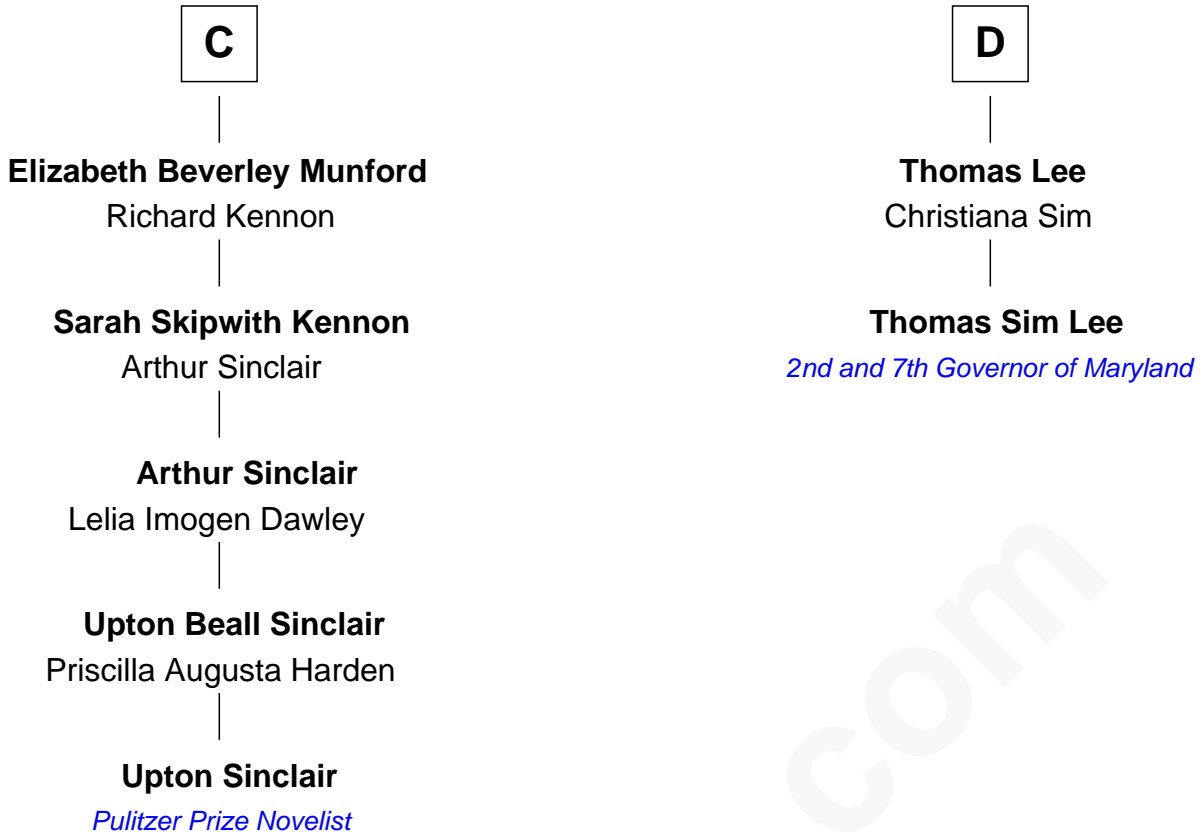 C
Elizabeth Beverley Munford
Richard Kennon
Sarah Skipwith Kennon
Arthur Sinclair
Arthur Sinclair
Lelia Imogen Dawley
Upton Beall Sinclair
Priscilla Augusta Harden
Upton Sinclair
Pulitzer Prize Novelist
D
Thomas Lee
Christiana Sim
Thomas Sim Lee
2nd and 7th Governor of Maryland
com